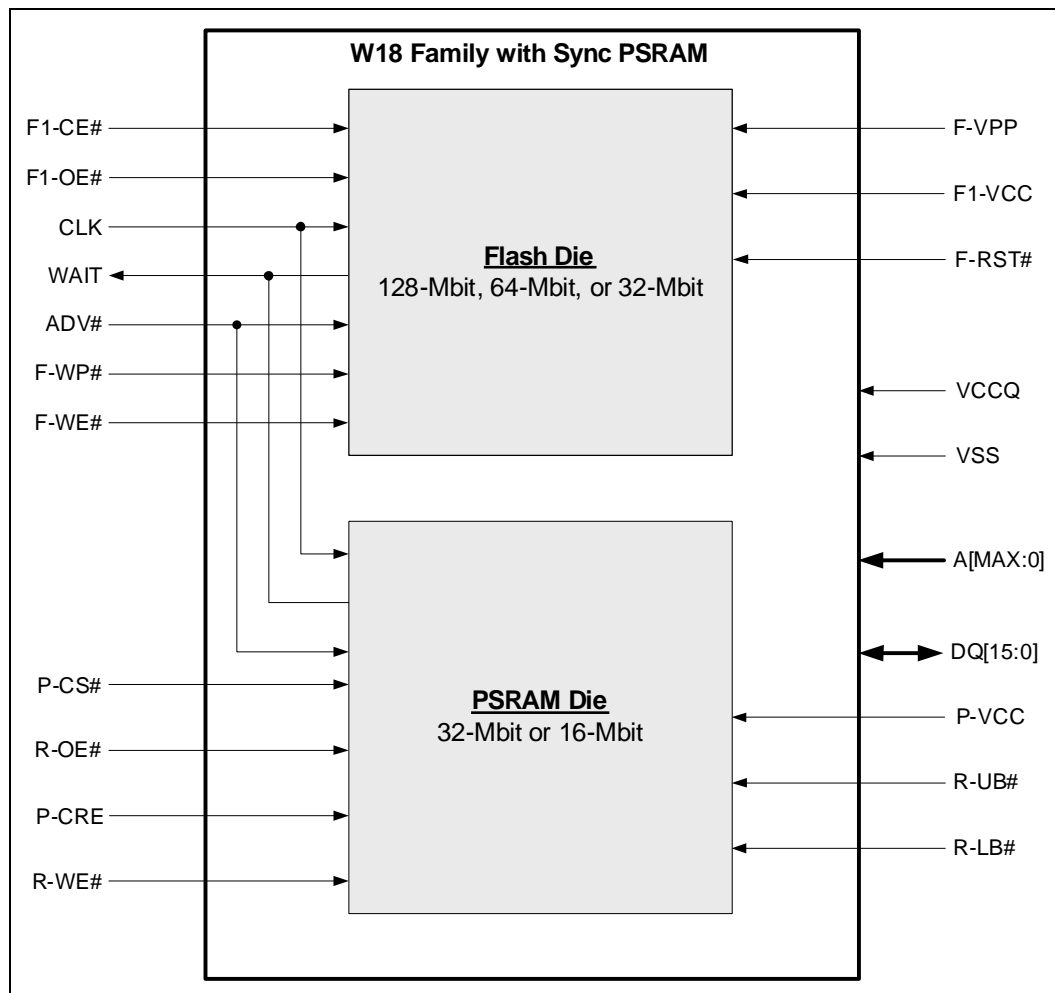 W18 Family with Sync PSRAM
F1-CE#
F1-OE#
CLK
WAIT
ADV#
F-WP#
F-WE#
Flash Die
128-Mbit, 64-Mbit, or 32-Mbit
F-VPP
F1-VCC
F-RST#
VCCQ
VSS
A[MAX:0]
DQ[15:0]
P-CS#
R-OE#
P-CRE
R-WE#
PSRAM Die
32-Mbit or 16-Mbit
P-VCC
R-UB#
R-LB#